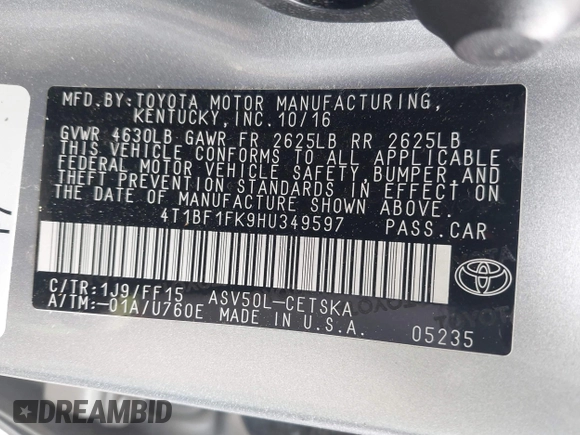 MFD.BY:TOYOTA MOTOR MANUFACTURING,
KENTUCKY, INC. 10/16
GVWR 4630LB GAWR FR 2625LB RR 2625LB
THIS VEHICLE CONFORMS TO ALL APPLICABLE
FEDERAL MOTOR VEHICLE SAFETY, BUMPER, AND
THEFT PREVENTION STANDARDS IN EFFECT ON
THE DATE OF MANUFACTURE SHOWN ABOVE.
4T1BF1FK9HU349597 PASS.CAR
C/TR:1J9/FF15 ASV50L-CETSKA
A/TM:-01A/U760E MADE IN U.S.A. 05235
DREAMBID